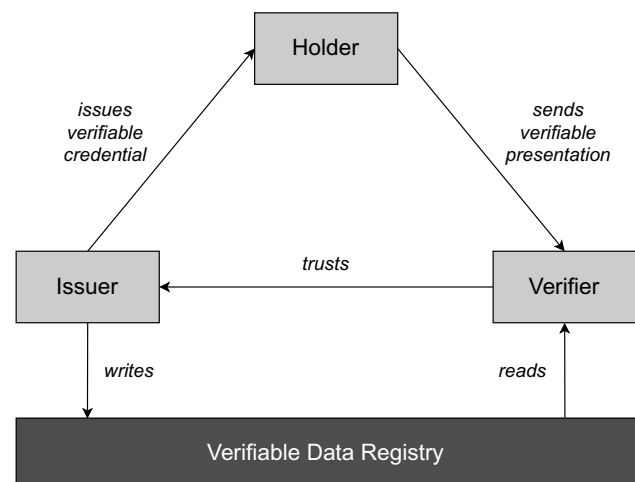 Holder
issues
verifiable
credential
sends
verifiable
presentation
Issuer
trusts
Verifier
writes
reads
Verifiable Data Registry